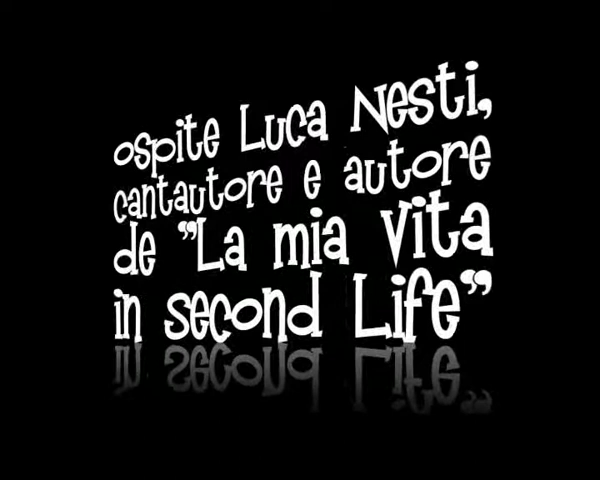 ospite Luca Nesti,
cantautore e autore
de "La mia Vita
in second Life"